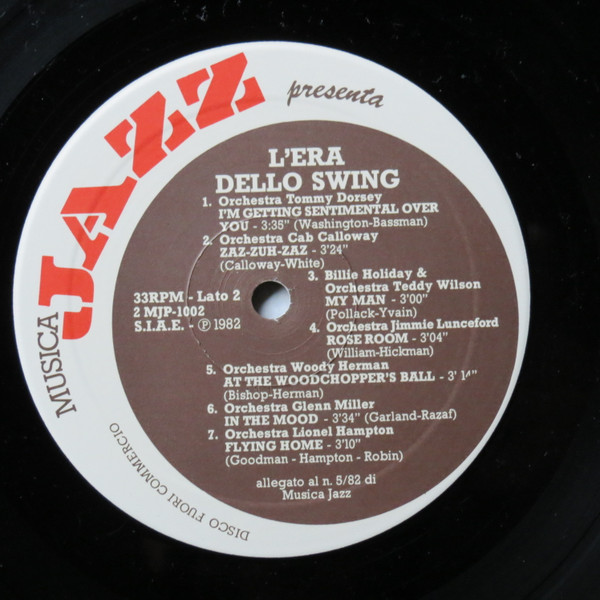 MUSICA JAZZ presenta
L'ERA
DELLO SWING
1. Orchestra Tommy Dorsey
I'M GETTING SENTIMENTAL OVER
YOU - 3:35" (Washington-Bassman)
2. Orchestra Cab Calloway
ZAZ-ZUH-ZAZ - 3'24"
(Calloway-White)
3. Billie Holiday &
Orchestra Teddy Wilson
MY MAN - 3'00"
(Pollack-Yvain)
33RPM - Lato 2
2 MJP-1002
S.I.A.E. - ℗ 1982
4. Orchestra Jimmie Lunceford
ROSE ROOM - 3'04"
(William-Hickman)
5. Orchestra Woody Herman
AT THE WOODCHOPPER'S BALL - 3'14"
(Bishop-Herman)
6. Orchestra Glenn Miller
IN THE MOOD - 3'34" (Garland-Razaf)
7. Orchestra Lionel Hampton
FLYING HOME - 3'10"
(Goodman - Hampton - Robin)
allegato al n. 5/82 di
Musica Jazz
DISCO FUORI COMMERCIO